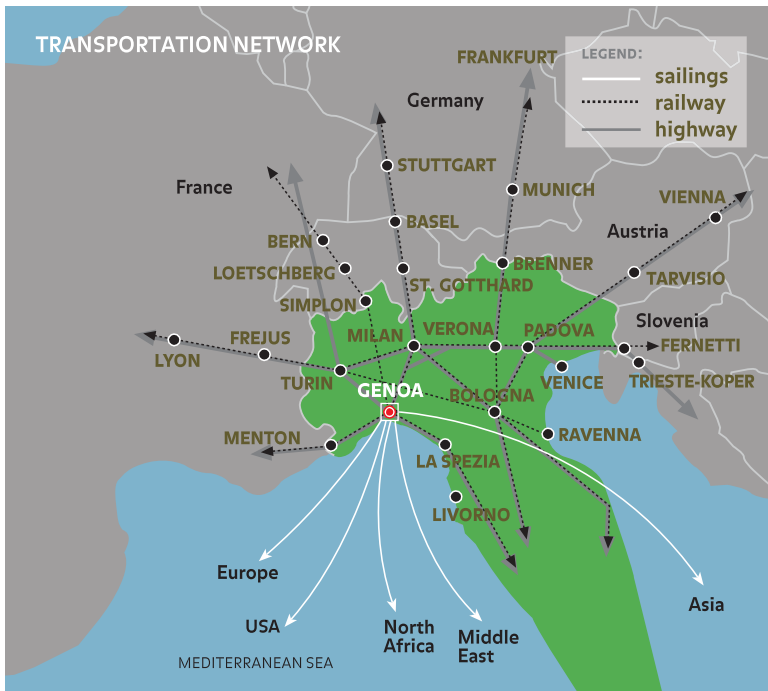 TRANSPORTATION NETWORK
FRANKFURT
LEGEND:
sailings
railway
highway
Germany
STUTTGART
MUNICH
France
VIENNA
BASEL
Austria
BERN
LOETSCHBERG
BRENNER
ST. GOTTHARD
TARVISIO
SIMPLON
Slovenia
MILAN
VERONA
PADOVA
FREJUS
FERNETTI
LYON
TURIN
VENICE
TRIESTE-KOPER
GENOA
BOLOGNA
MENTON
RAVENNA
LA SPEZIA
LIVORNO
Europe
Asia
USA
North
Africa
Middle
East
MEDITERRANEAN SEA